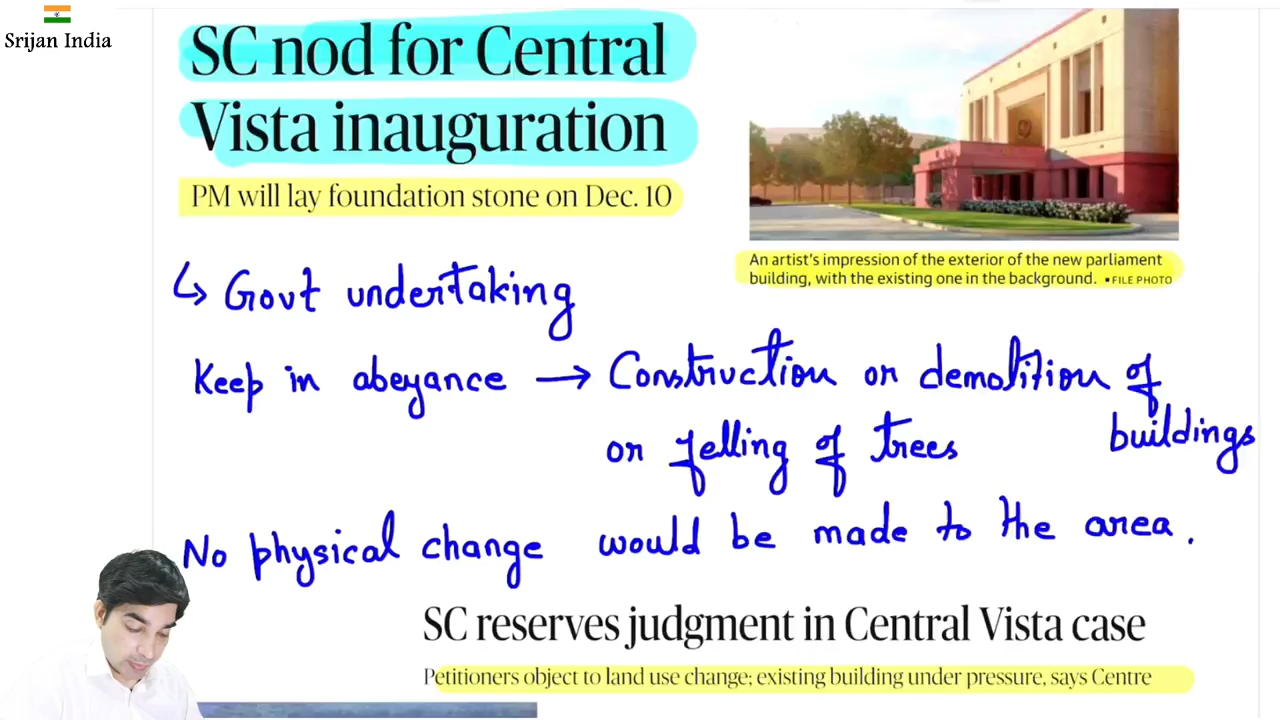 Srijan India
SC nod for Central
Vista inauguration
PM will lay foundation stone on Dec. 10
An artist's impression of the exterior of the new parliament
building, with the existing one in the background. ▪FILE PHOTO
↳ Govt undertaking
Keep in abeyance → Construction or demolition of
buildings
or felling of trees
No physical change would be made to the area.
SC reserves judgment in Central Vista case
Petitioners object to land use change; existing building under pressure, says Centre